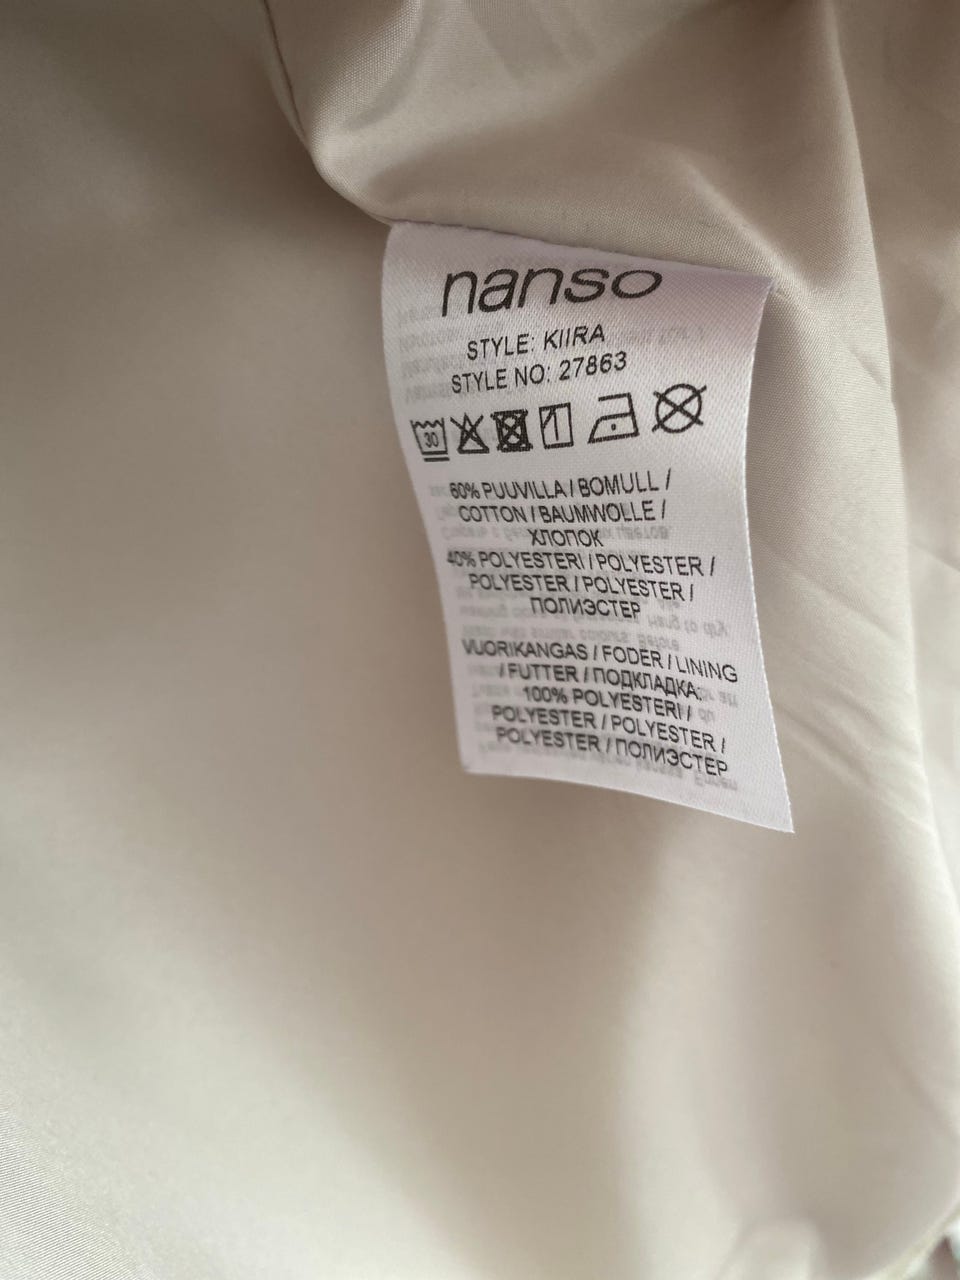 nanso
STYLE: KIIRA
STYLE NO: 27863
30
60% PUUVILLA / BOMULL /
COTTON / BAUMWOLLE /
ХЛОПОК
40% POLYESTERI / POLYESTER /
POLYESTER / POLYESTER /
ПОЛИЭСТЕР
VUORIKANGAS / FODER / LINING
/ FUTTER / ПОДКЛАДКА:
100% POLYESTERI /
POLYESTER / POLYESTER /
POLYESTER / ПОЛИЭСТЕР